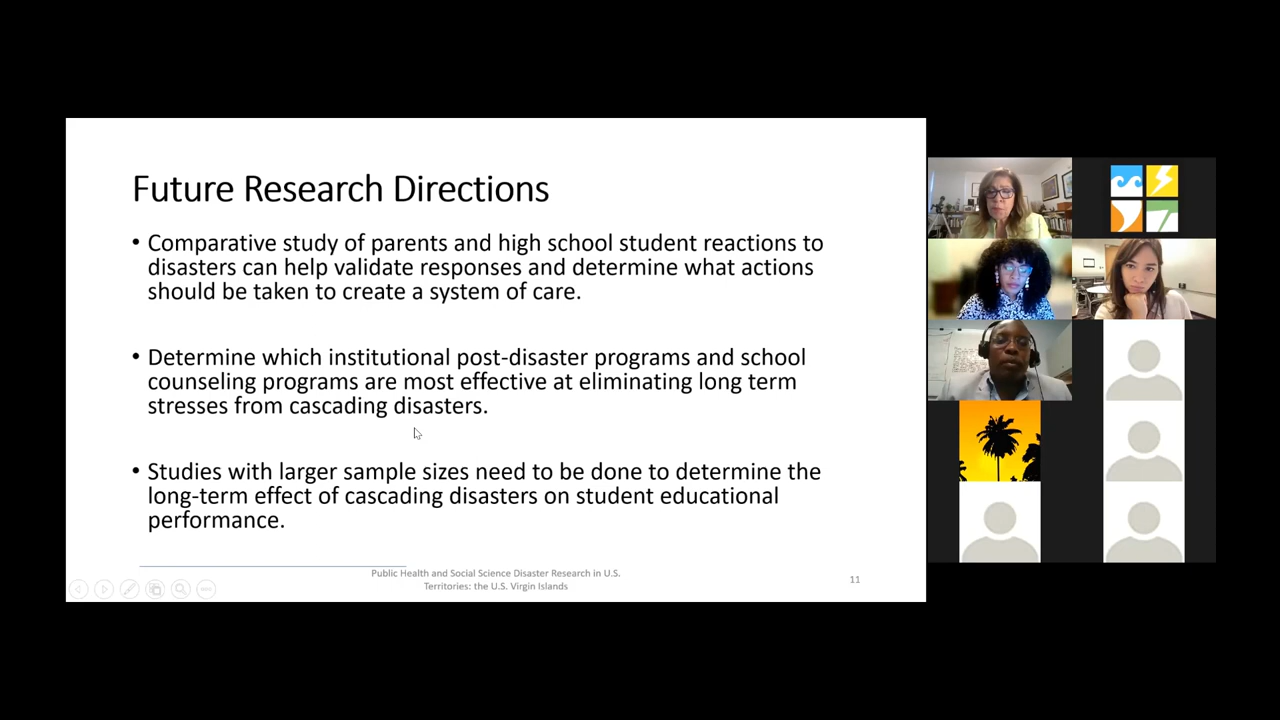 Future Research Directions
• Comparative study of parents and high school student reactions to
disasters can help validate responses and determine what actions
should be taken to create a system of care.
• Determine which institutional post-disaster programs and school
counseling programs are most effective at eliminating long term
stresses from cascading disasters.
• Studies with larger sample sizes need to be done to determine the
long-term effect of cascading disasters on student educational
performance.
Public Health and Social Science Disaster Research in U.S.
Territories: the U.S. Virgin Islands
11